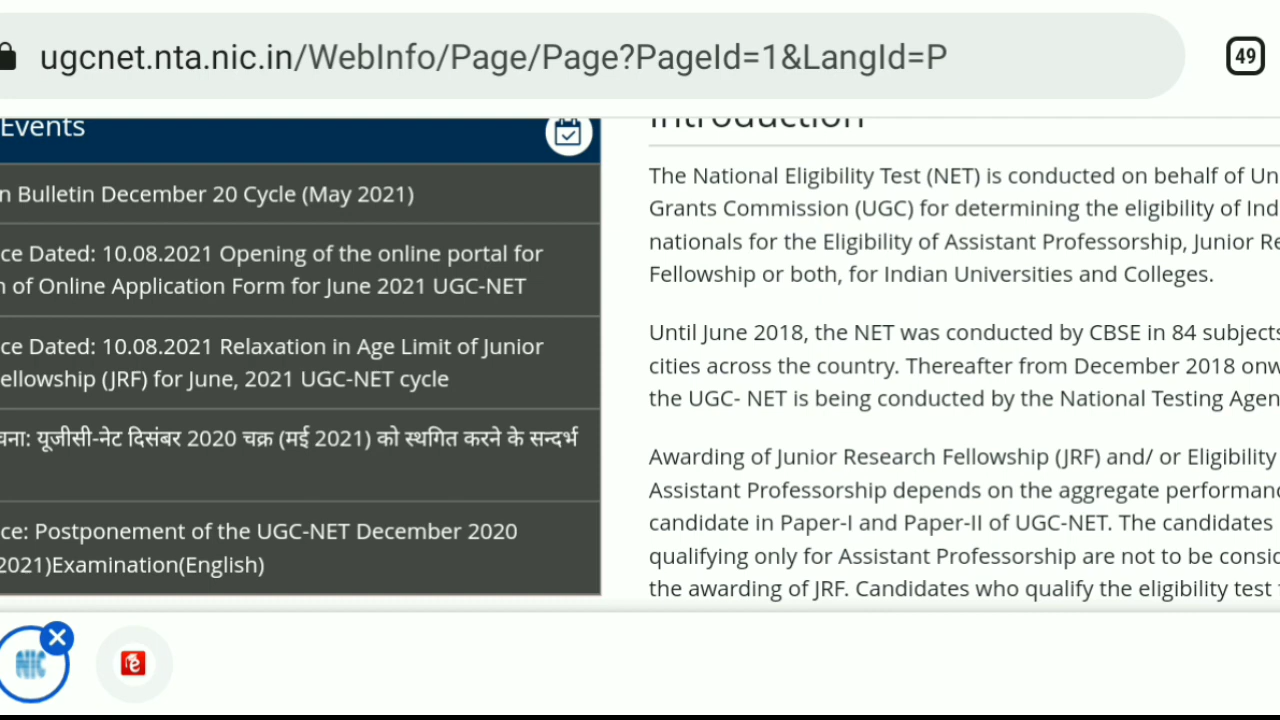 ugcnet.nta.nic.in/WebInfo/Page/Page?PageId=1&LangId=P
49
Events
n Bulletin December 20 Cycle (May 2021)
ce Dated: 10.08.2021 Opening of the online portal for
n of Online Application Form for June 2021 UGC-NET
ce Dated: 10.08.2021 Relaxation in Age Limit of Junior
ellowship (JRF) for June, 2021 UGC-NET cycle
चना: यूजीसी-नेट दिसंबर 2020 चक्र (मई 2021) को स्थगित करने के सन्दर्भ
ce: Postponement of the UGC-NET December 2020
2021)Examination(English)
Introduction
The National Eligibility Test (NET) is conducted on behalf of Un
Grants Commission (UGC) for determining the eligibility of Ind
nationals for the Eligibility of Assistant Professorship, Junior Re
Fellowship or both, for Indian Universities and Colleges.
Until June 2018, the NET was conducted by CBSE in 84 subjects
cities across the country. Thereafter from December 2018 onw
the UGC- NET is being conducted by the National Testing Agen
Awarding of Junior Research Fellowship (JRF) and/ or Eligibility
Assistant Professorship depends on the aggregate performanc
candidate in Paper-I and Paper-II of UGC-NET. The candidates
qualifying only for Assistant Professorship are not to be consid
the awarding of JRF. Candidates who qualify the eligibility test
NIC